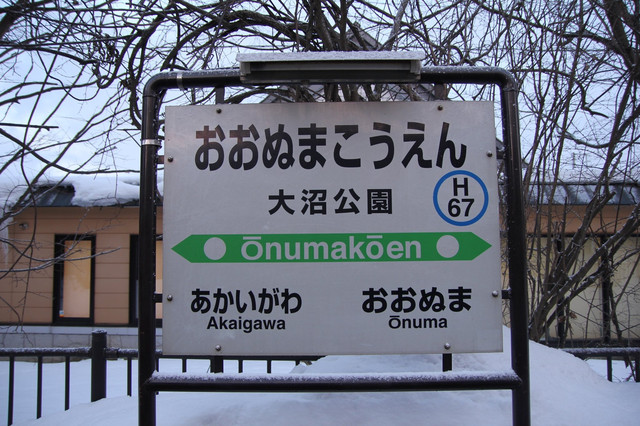 おおぬまこうえん
大沼公園
H
67
Ōnumakōen
あかいがわ
Akaigawa
おおぬま
Ōnuma